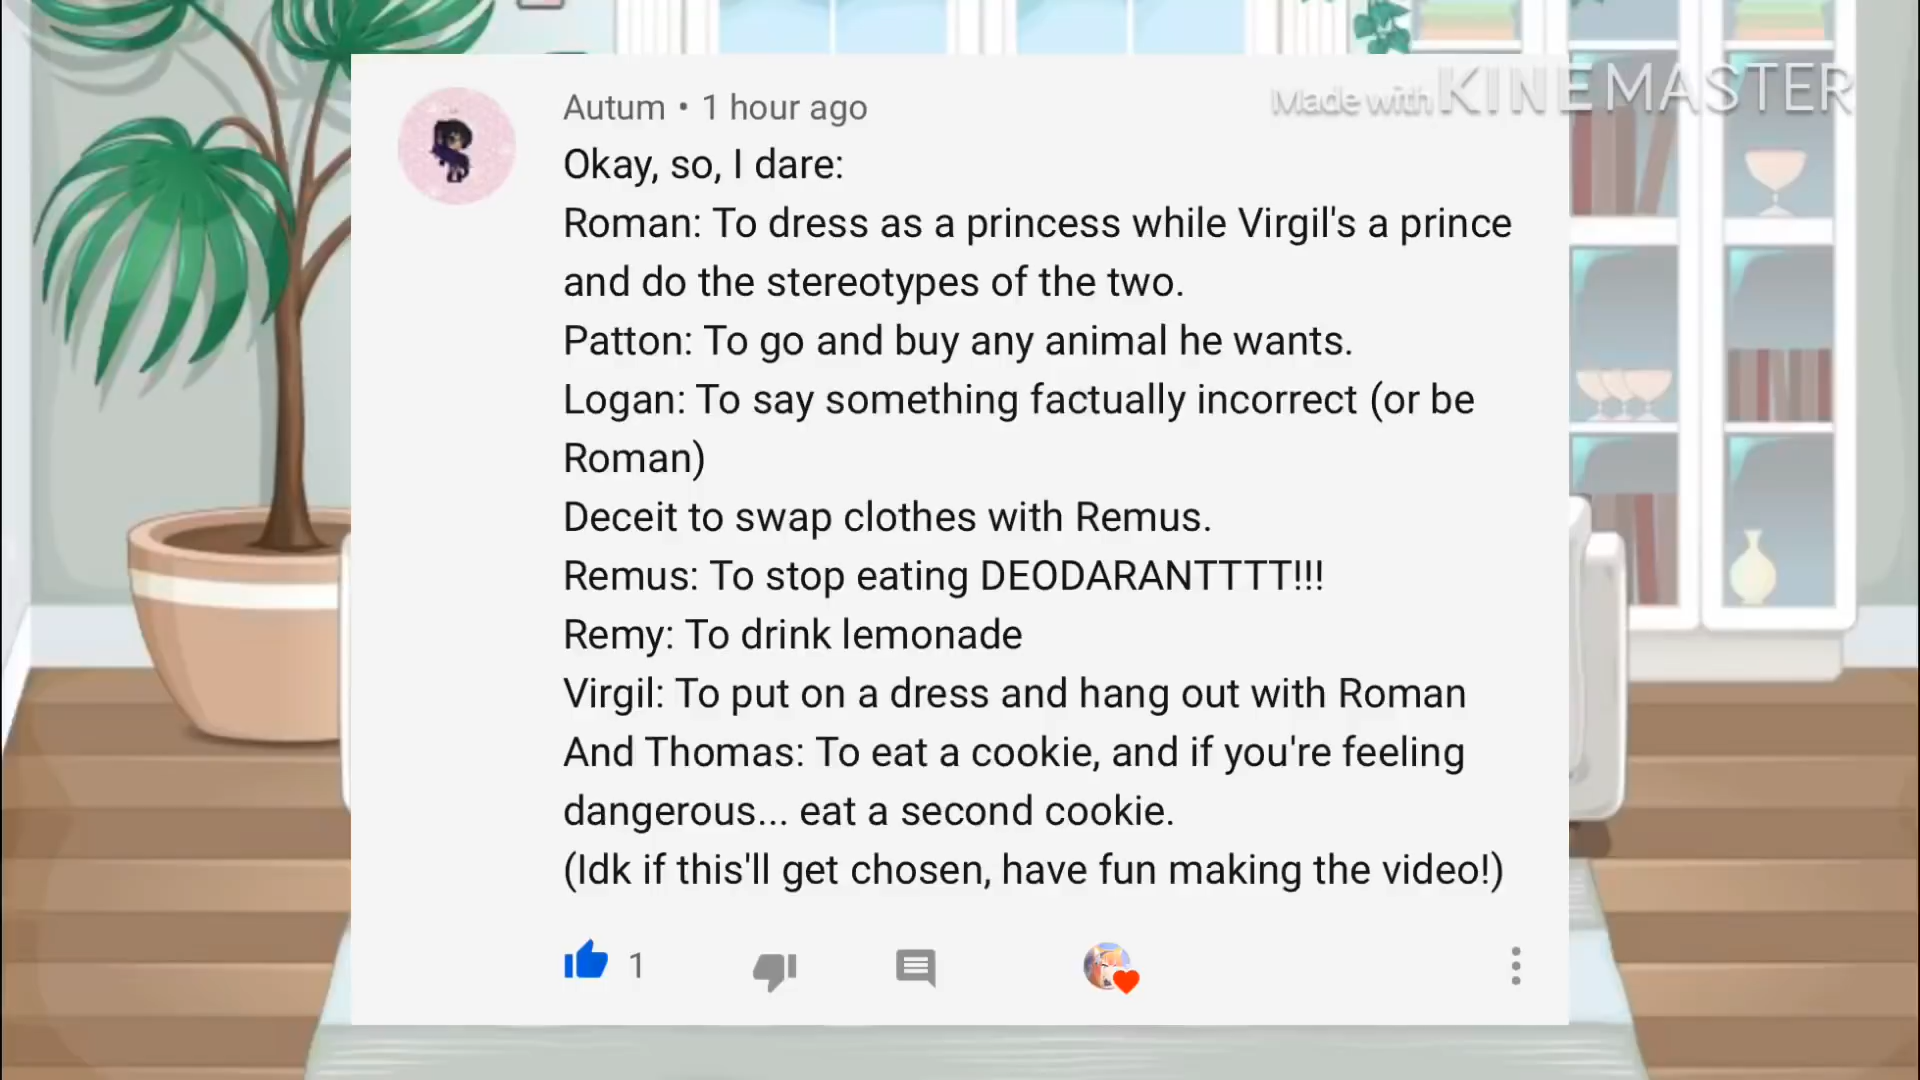 Made with KINEMASTER
Autum • 1 hour ago
Okay, so, I dare:
Roman: To dress as a princess while Virgil's a prince
and do the stereotypes of the two.
Patton: To go and buy any animal he wants.
Logan: To say something factually incorrect (or be
Roman)
Deceit to swap clothes with Remus.
Remus: To stop eating DEODARANTTTT!!!
Remy: To drink lemonade
Virgil: To put on a dress and hang out with Roman
And Thomas: To eat a cookie, and if you're feeling
dangerous... eat a second cookie.
(Idk if this'll get chosen, have fun making the video!)
1